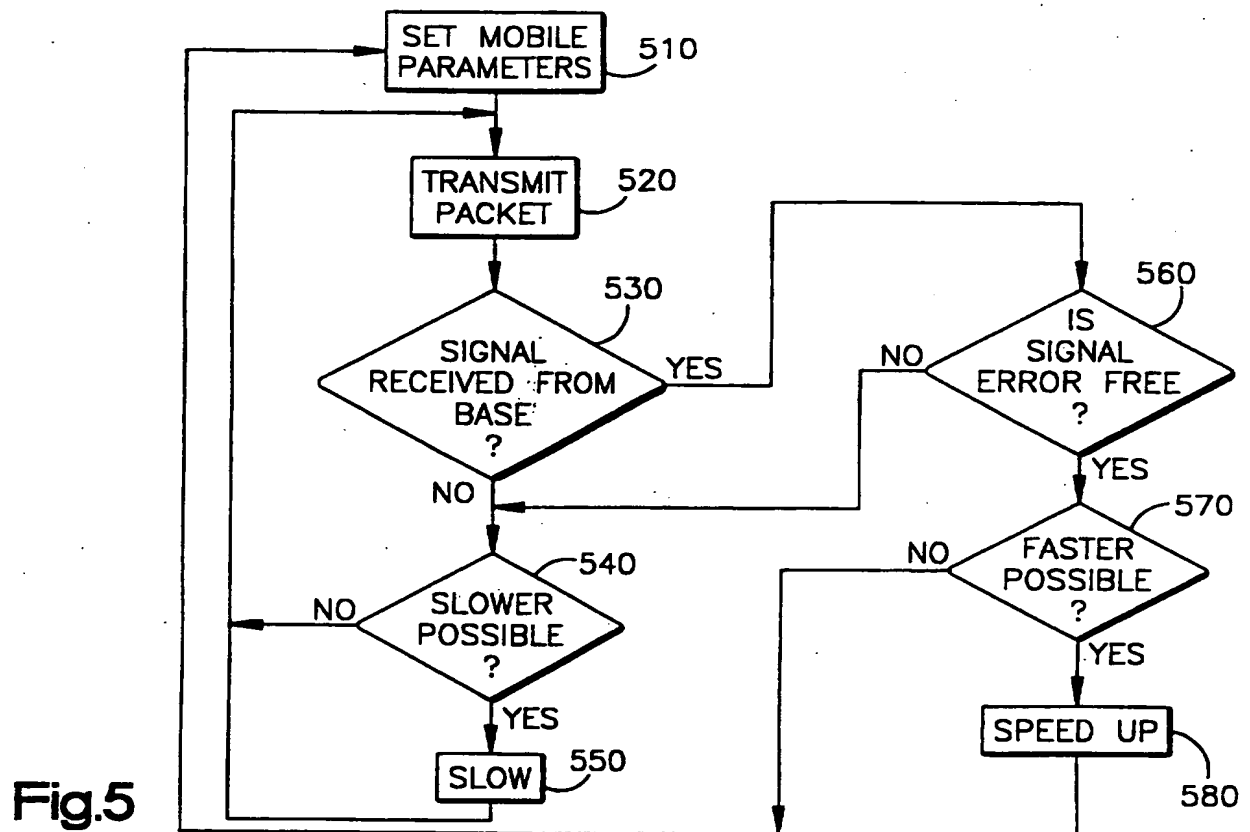 SET MOBILE
PARAMETERS
510
TRANSMIT
PACKET
520
SIGNAL
RECEIVED FROM
BASE
?
530
YES
NO
IS
SIGNAL
ERROR FREE
?
560
NO
YES
SLOWER
POSSIBLE
?
540
NO
YES
FASTER
POSSIBLE
?
570
NO
YES
SLOW
550
SPEED UP
580
Fig.5